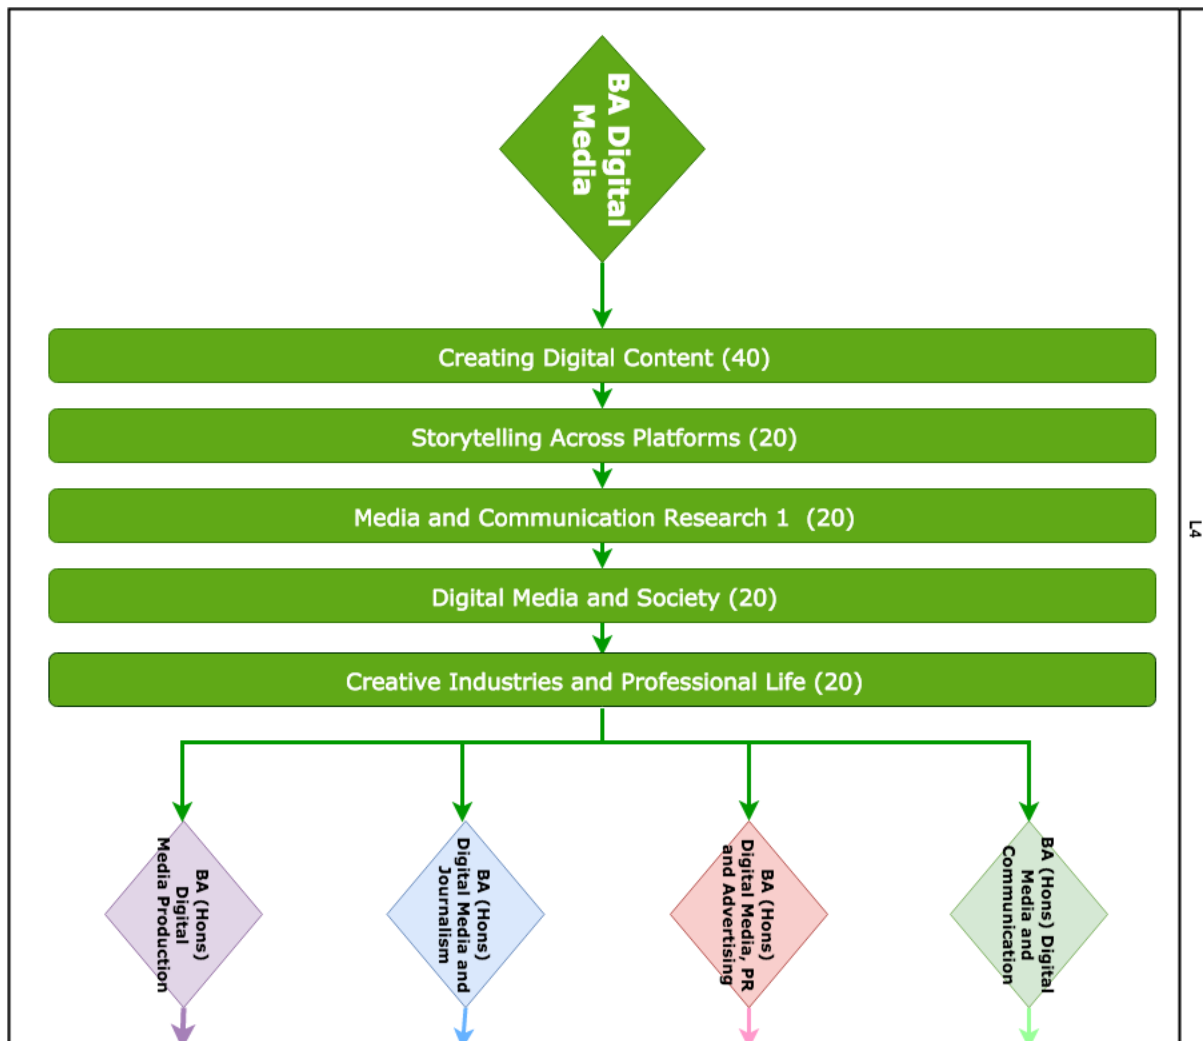 BA Digital
Media
Creating Digital Content (40)
Storytelling Across Platforms (20)
Media and Communication Research 1  (20)
L4
Digital Media and Society (20)
Creative Industries and Professional Life (20)
BA (Hons)
Digital
Media Production
BA (Hons)
Digital Media and
Journalism
BA (Hons)
Digital Media, PR
and Advertising
BA (Hons) Digital
Media and
Communication